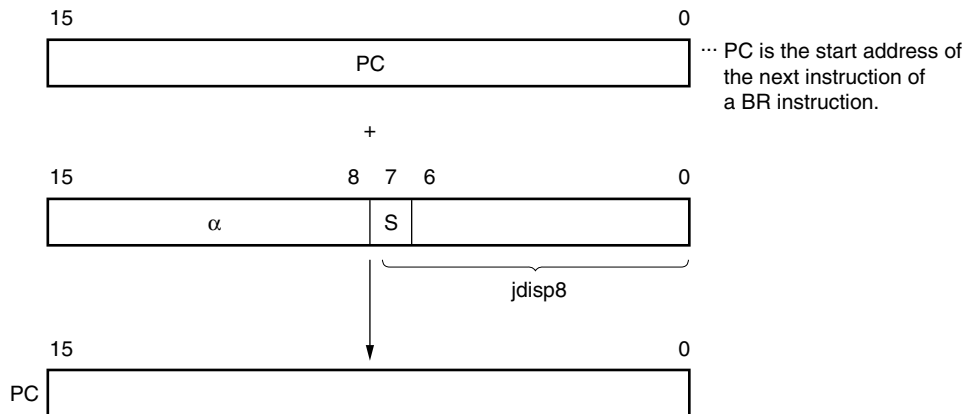 15 0
PC
··· PC is the start address of
the next instruction of
a BR instruction.
+
15 8 7 6 0
α S
jdisp8
15 0
PC